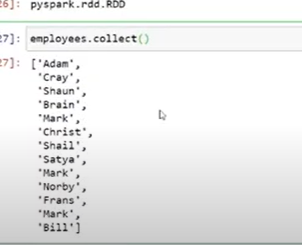 26]: pyspark.rdd.RDD
27]: employees.collect()
27]: ['Adam',
'Cray',
'Shaun',
'Brain',
'Mark',
'Christ',
'Shail',
'Satya',
'Mark',
'Norby',
'Frans',
'Mark',
'Bill']